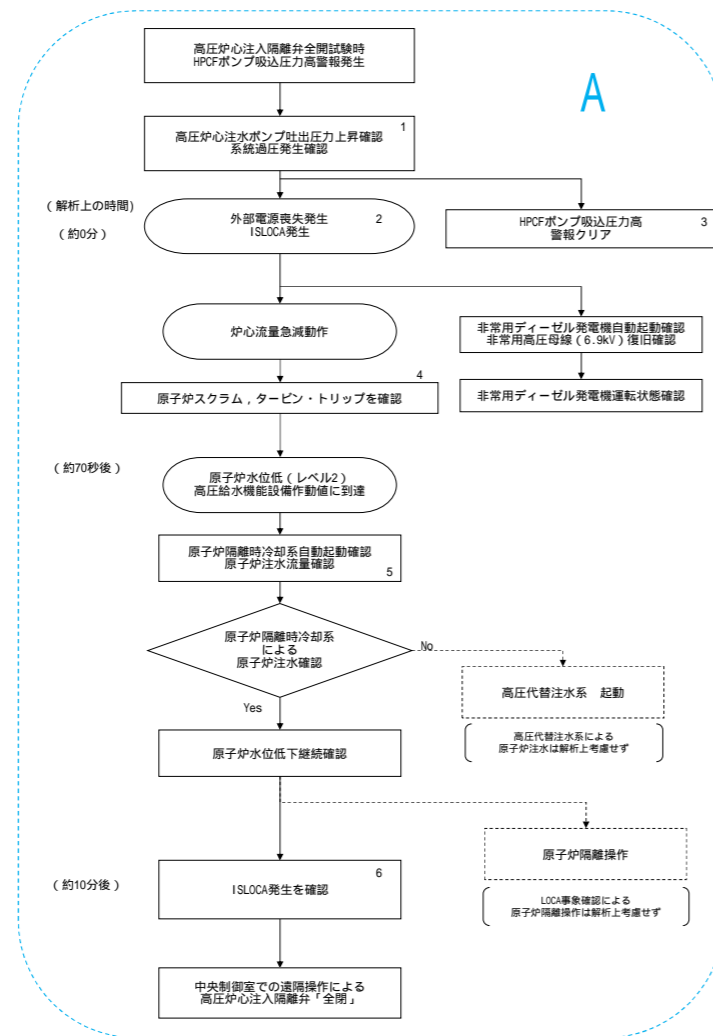 高圧炉心注入隔離弁全開試験時
HPCFポンプ吸込圧力高警報発生
A
1
高圧炉心注水ポンプ吐出圧力上昇確認
系統過圧発生確認
(解析上の時間)
(約0分)
外部電源喪失発生
ISLOCA発生
2
HPCFポンプ吸込圧力高
警報クリア
3
炉心流量急減動作
非常用ディーゼル発電機自動起動確認
非常用高圧母線(6.9kV)復旧確認
4
原子炉スクラム,タービン・トリップを確認
非常用ディーゼル発電機運転状態確認
(約70秒後)
原子炉水位低(レベル2)
高圧給水機能設備作動値に到達
原子炉隔離時冷却系自動起動確認
原子炉注水流量確認
5
原子炉隔離時冷却系
による
原子炉注水確認
No
高圧代替注水系 起動
Yes
高圧代替注水系による
原子炉注水は解析上考慮せず
原子炉水位低下継続確認
原子炉隔離操作
(約10分後)
6
ISLOCA発生を確認
LOCA事象確認による
原子炉隔離操作は解析上考慮せず
中央制御室での遠隔操作による
高圧炉心注入隔離弁「全閉」